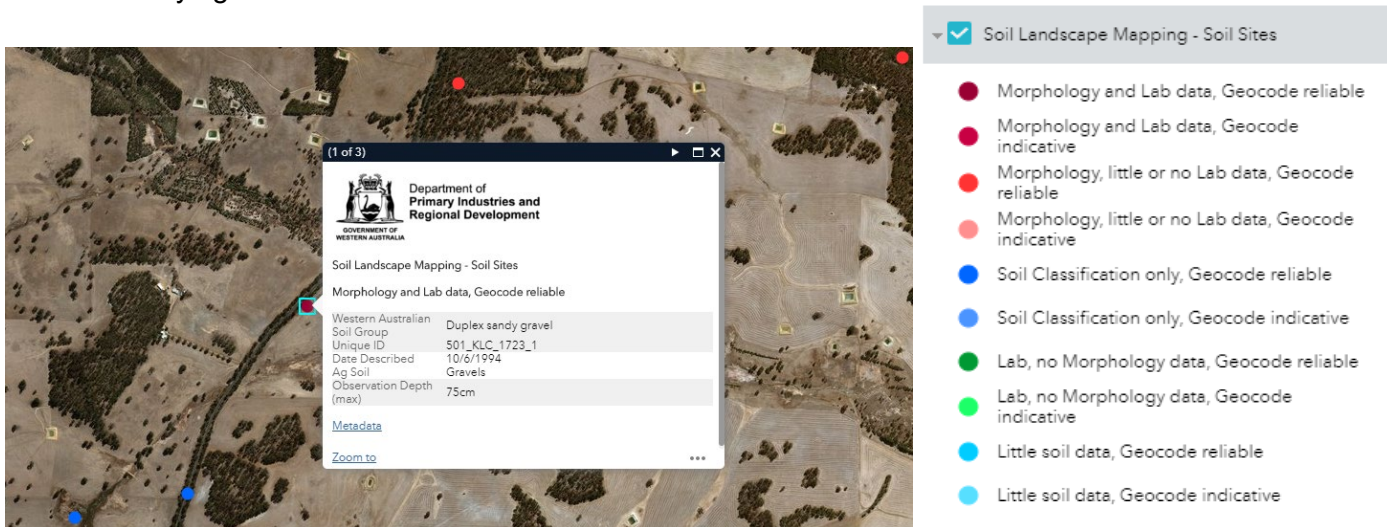 (1 of 3)
Department of
Primary Industries and
Regional Development
GOVERNMENT OF
WESTERN AUSTRALIA
Soil Landscape Mapping - Soil Sites
Morphology and Lab data, Geocode reliable
Western Australian
Soil Group
Duplex sandy gravel
Unique ID 501_KLC_1723_1
Date Described 10/6/1994
Ag Soil Gravels
Observation Depth
(max)
75cm
Metadata
Zoom to
Soil Landscape Mapping - Soil Sites
Morphology and Lab data, Geocode reliable
Morphology and Lab data, Geocode
indicative
Morphology, little or no Lab data, Geocode
reliable
Morphology, little or no Lab data, Geocode
indicative
Soil Classification only, Geocode reliable
Soil Classification only, Geocode indicative
Lab, no Morphology data, Geocode reliable
Lab, no Morphology data, Geocode
indicative
Little soil data, Geocode reliable
Little soil data, Geocode indicative